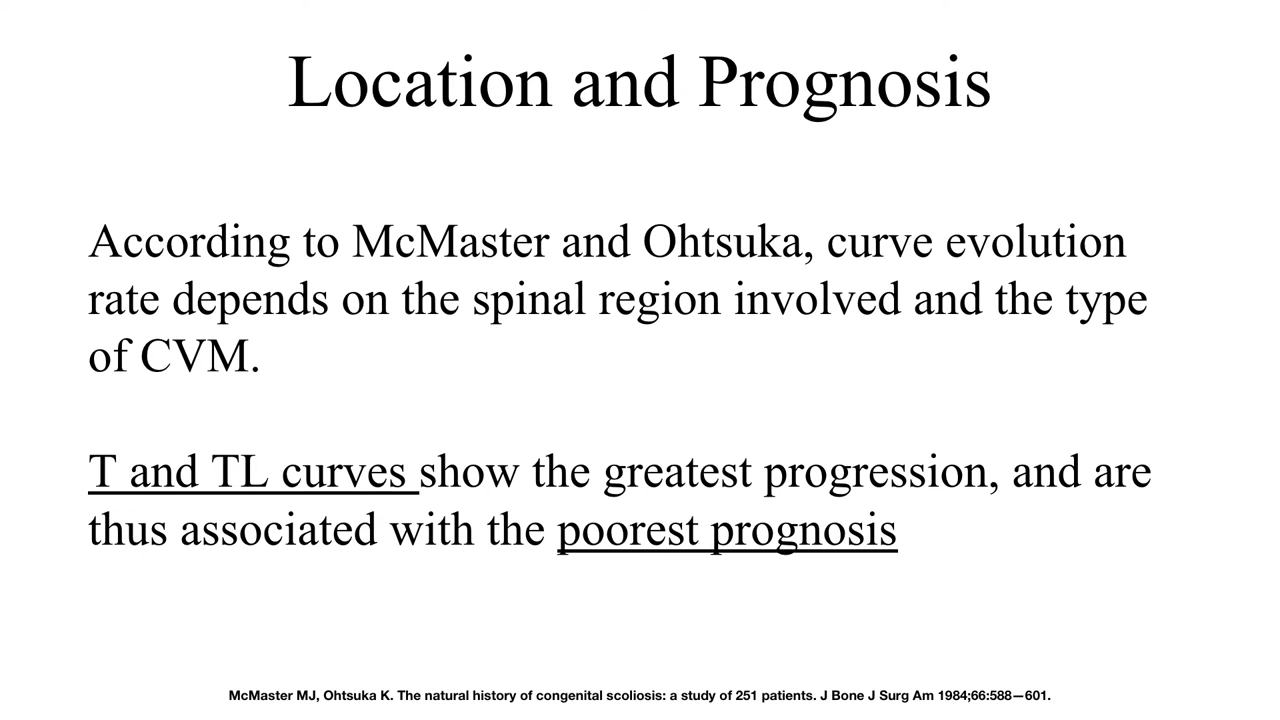 Location and Prognosis
According to McMaster and Ohtsuka, curve evolution
rate depends on the spinal region involved and the type
of CVM.
T and TL curves show the greatest progression, and are
thus associated with the poorest prognosis
McMaster MJ, Ohtsuka K. The natural history of congenital scoliosis: a study of 251 patients. J Bone J Surg Am 1984;66:588—601.